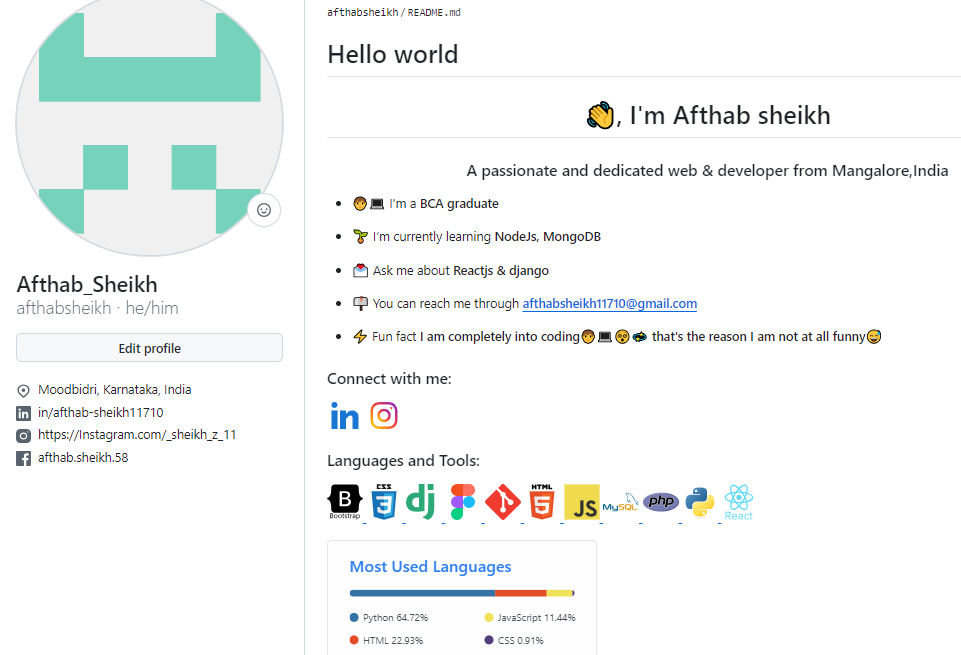 afthabsheikh / README.md
Hello world
👋, I'm Afthab sheikh
A passionate and dedicated web & developer from Mangalore,India
👨💻 I'm a BCA graduate
🌱 I'm currently learning NodeJs, MongoDB
💌 Ask me about Reactjs & django
📫 You can reach me through afthabsheikh11710@gmail.com
⚡ Fun fact I am completely into coding👨💻😵🐲 that's the reason I am not at all funny😅
Afthab_Sheikh
afthabsheikh · he/him
Edit profile
Moodbidri, Karnataka, India
in/afthab-sheikh11710
https://Instagram.com/_sheikh_z_11
afthab.sheikh.58
Connect with me:
in
Languages and Tools:
B Bootstrap CSS 3 dj HTML 5 JS MySQL php React
Most Used Languages
Python 64.72% JavaScript 11.44%
HTML 22.93% CSS 0.91%